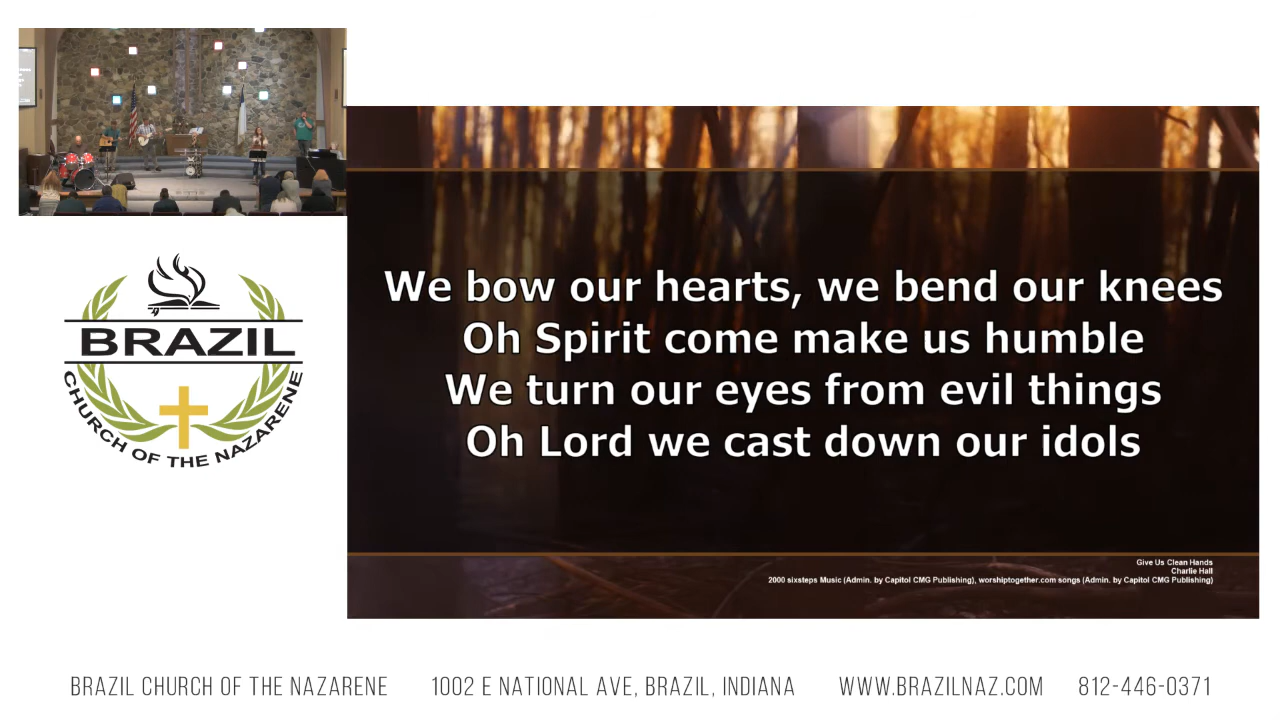 BRAZIL
CHURCH OF THE NAZARENE
We bow our hearts, we bend our knees
Oh Spirit come make us humble
We turn our eyes from evil things
Oh Lord we cast down our idols
Give Us Clean Hands
Charlie Hall
2000 sixsteps Music (Admin. by Capitol CMG Publishing), worshiptogether.com songs (Admin. by Capitol CMG Publishing)
BRAZIL CHURCH OF THE NAZARENE 1002 E NATIONAL AVE, BRAZIL, INDIANA WWW.BRAZILNAZ.COM 812-446-0371